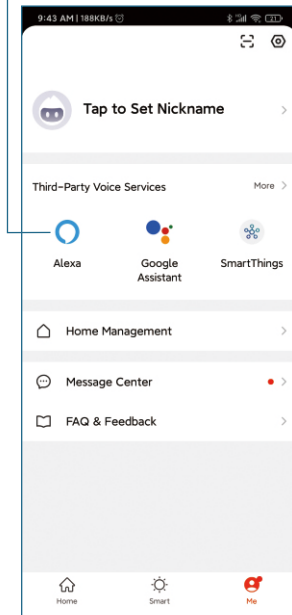 9:43 AM | 188KB/s
Tap to Set Nickname
Third-Party Voice Services
More
Alexa
Google
Assistant
SmartThings
Home Management
Message Center
FAQ & Feedback
Home
Smart
Me